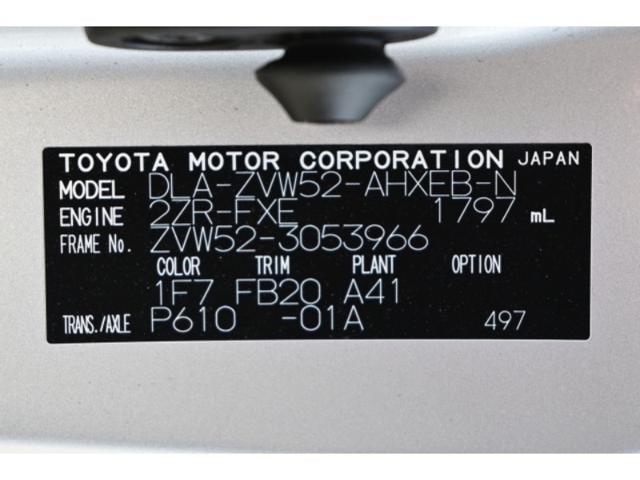 TOYOTA MOTOR CORPORATION JAPAN
MODEL DLA-ZVW52-AHXEB-N
ENGINE 2ZR-FXE 1797 mL
FRAME No. ZVW52-3053966
COLOR TRIM PLANT OPTION
1F7 FB20 A41
TRANS./AXLE P610 -01A 497